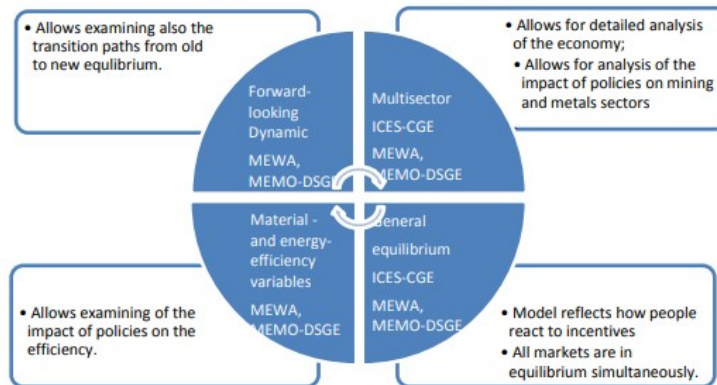 • Allows examining also the
transition paths from old
to new equlibrium.
• Allows for detailed analysis
of the economy;
• Allows for analysis of the
impact of policies on mining
and metals sectors
Forward-
looking
Dynamic
MEWA,
MEMO-DSGE
Multisector
ICES-CGE
MEWA,
MEMO-DSGE
Material -
and energy-
efficiency
variables
MEWA,
MEMO-DSGE
General
equilibrium
ICES-CGE
MEWA,
MEMO-DSGE
• Allows examining of the
impact of policies on the
efficiency.
• Model reflects how people
react to incentives
• All markets are in
equilibrium simultaneously.